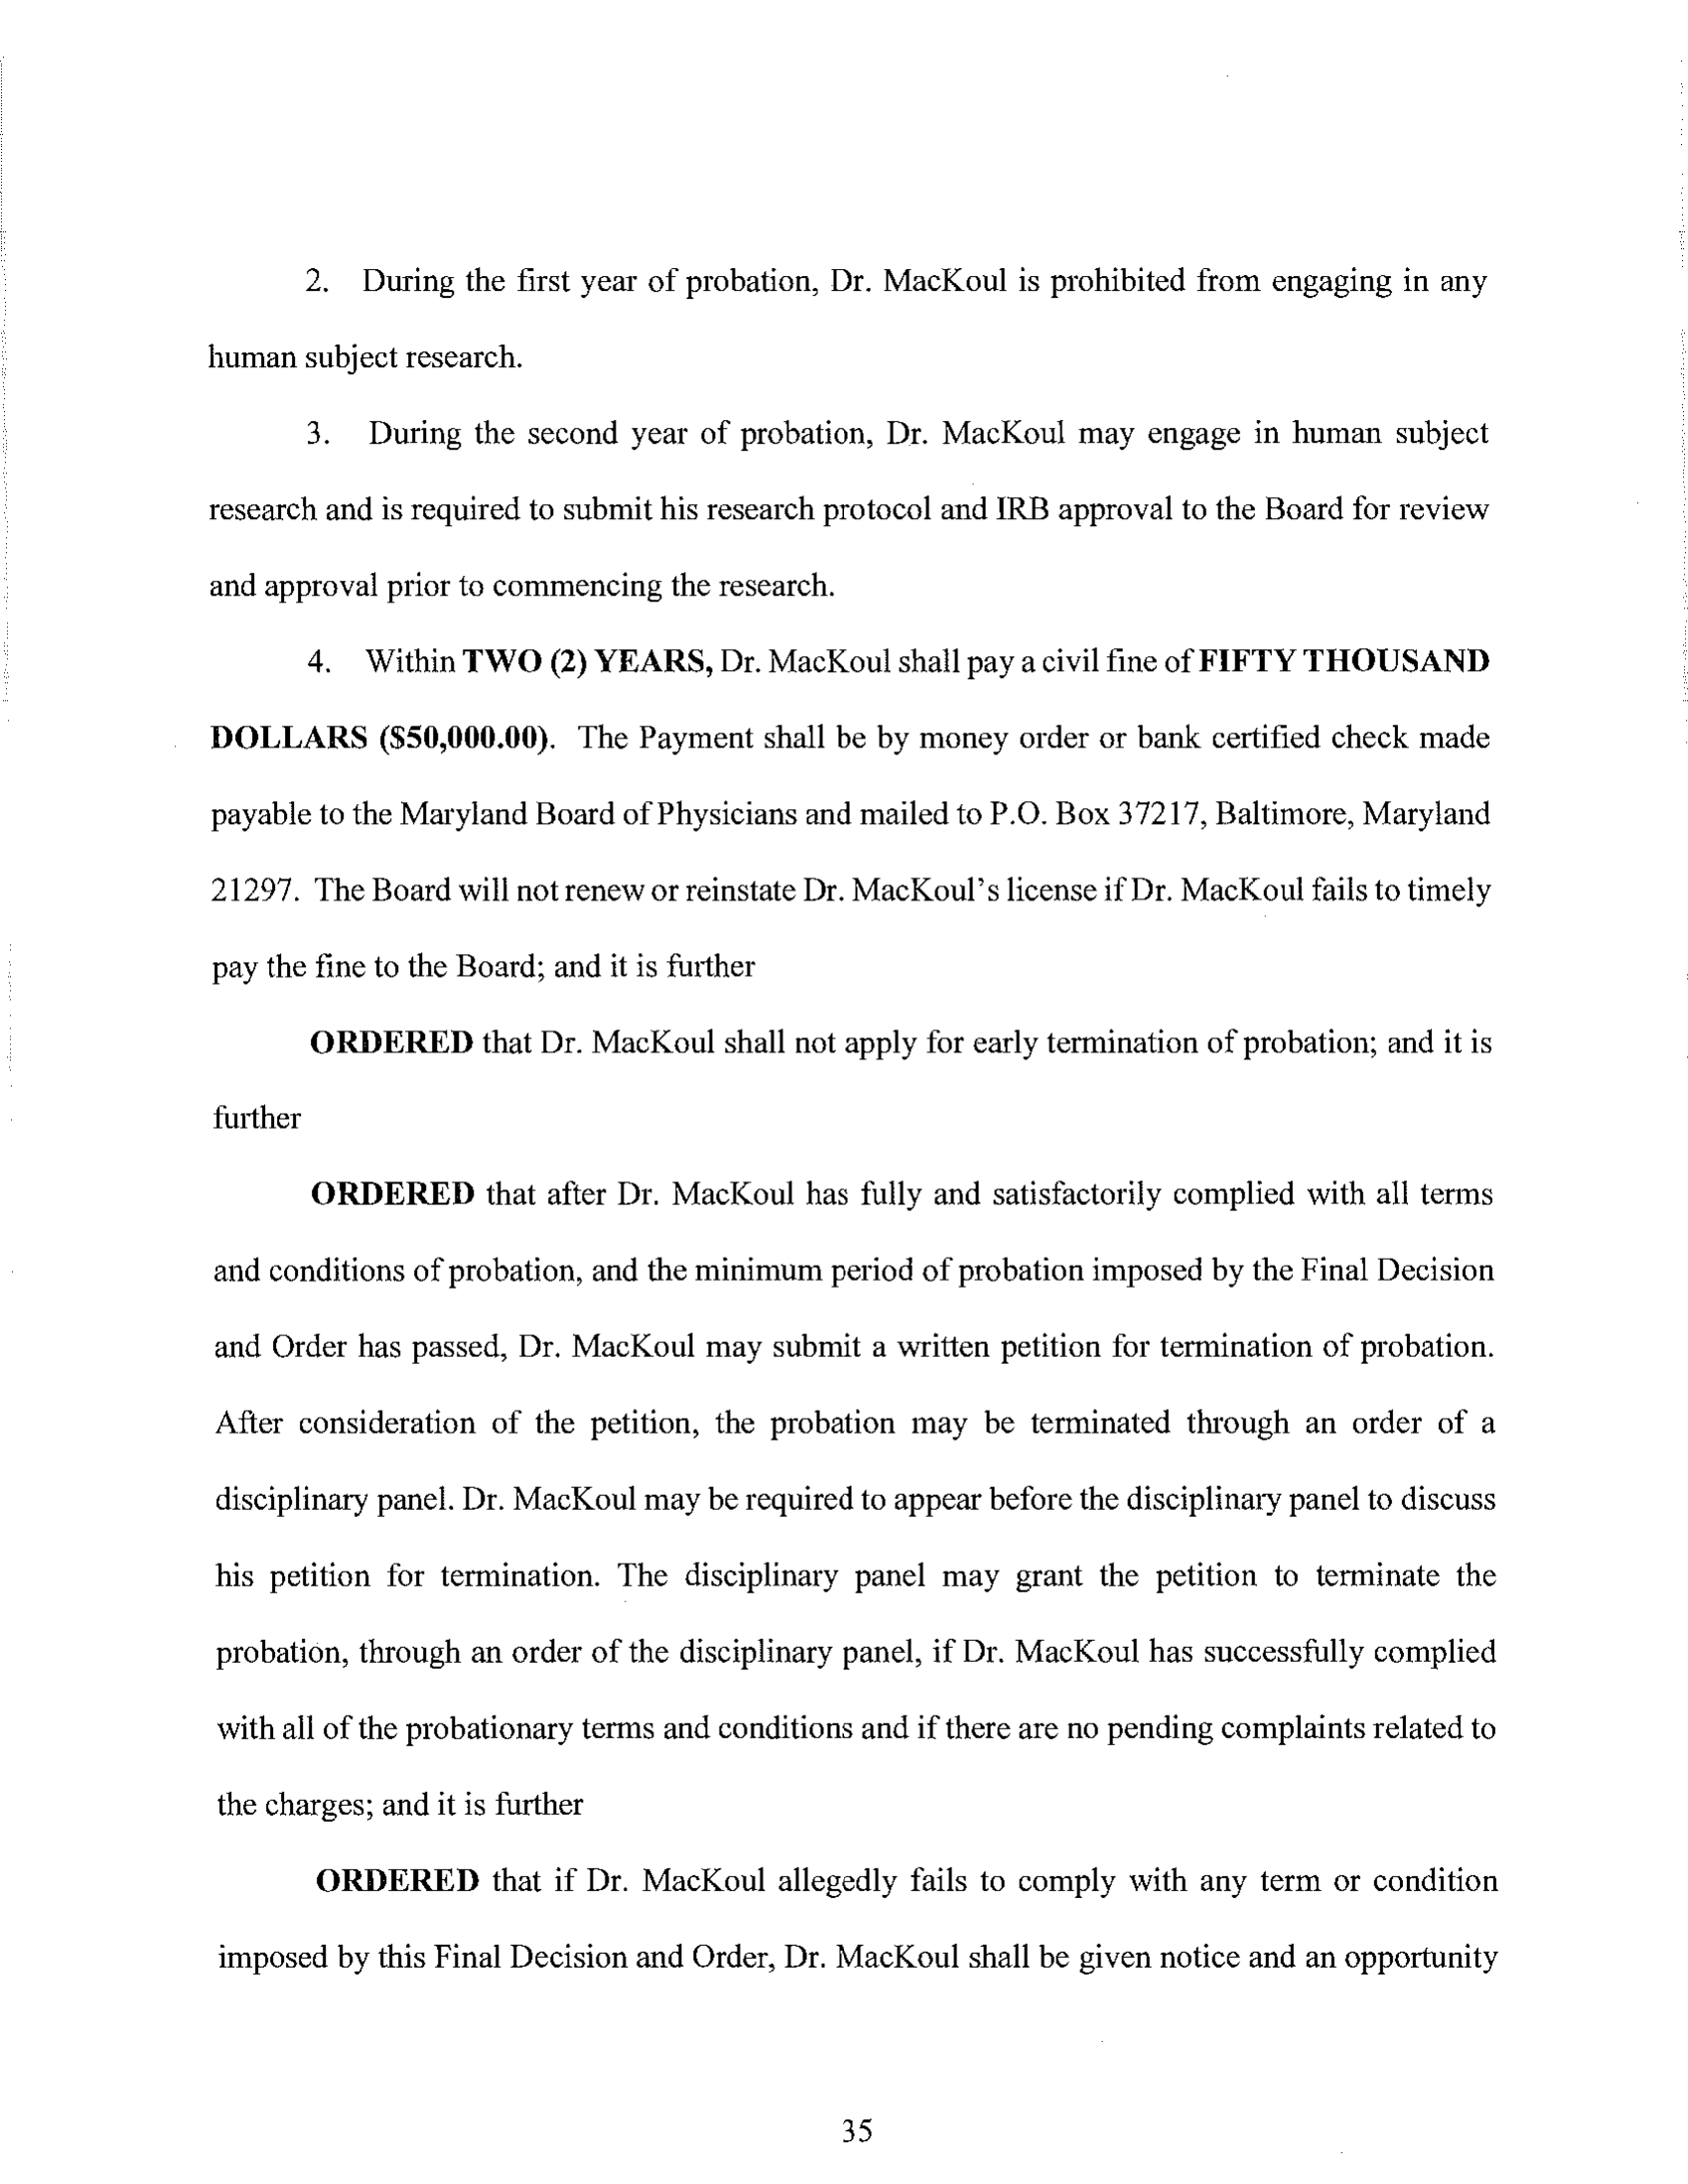 2. During the first year of probation, Dr. MacKoul is prohibited from engaging in any
human subject research.
3. During the second year of probation, Dr. MacKoul may engage in human subject
research and is required to submit his research protocol and IRB approval to the Board for review
and approval prior to commencing the research.
4. Within TWO (2) YEARS, Dr. MacKoul shall pay a civil fine of FIFTY THOUSAND
DOLLARS ($50,000.00). The Payment shall be by money order or bank certified check made
payable to the Maryland Board of Physicians and mailed to P.O. Box 37217, Baltimore, Maryland
21297. The Board will not renew or reinstate Dr. MacKoul's license if Dr. MacKoul fails to timely
pay the fine to the Board; and it is further
ORDERED that Dr. MacKoul shall not apply for early termination of probation; and it is
further
ORDERED that after Dr. MacKoul has fully and satisfactorily complied with all terms
and conditions of probation, and the minimum period of probation imposed by the Final Decision
and Order has passed, Dr. MacKoul may submit a written petition for termination of probation.
After consideration of the petition, the probation may be terminated through an order of a
disciplinary panel. Dr. MacKoul may be required to appear before the disciplinary panel to discuss
his petition for termination. The disciplinary panel may grant the petition to terminate the
probation, through an order of the disciplinary panel, if Dr. MacKoul has successfully complied
with all of the probationary terms and conditions and if there are no pending complaints related to
the charges; and it is further
ORDERED that if Dr. MacKoul allegedly fails to comply with any term or condition
imposed by this Final Decision and Order, Dr. MacKoul shall be given notice and an opportunity
35